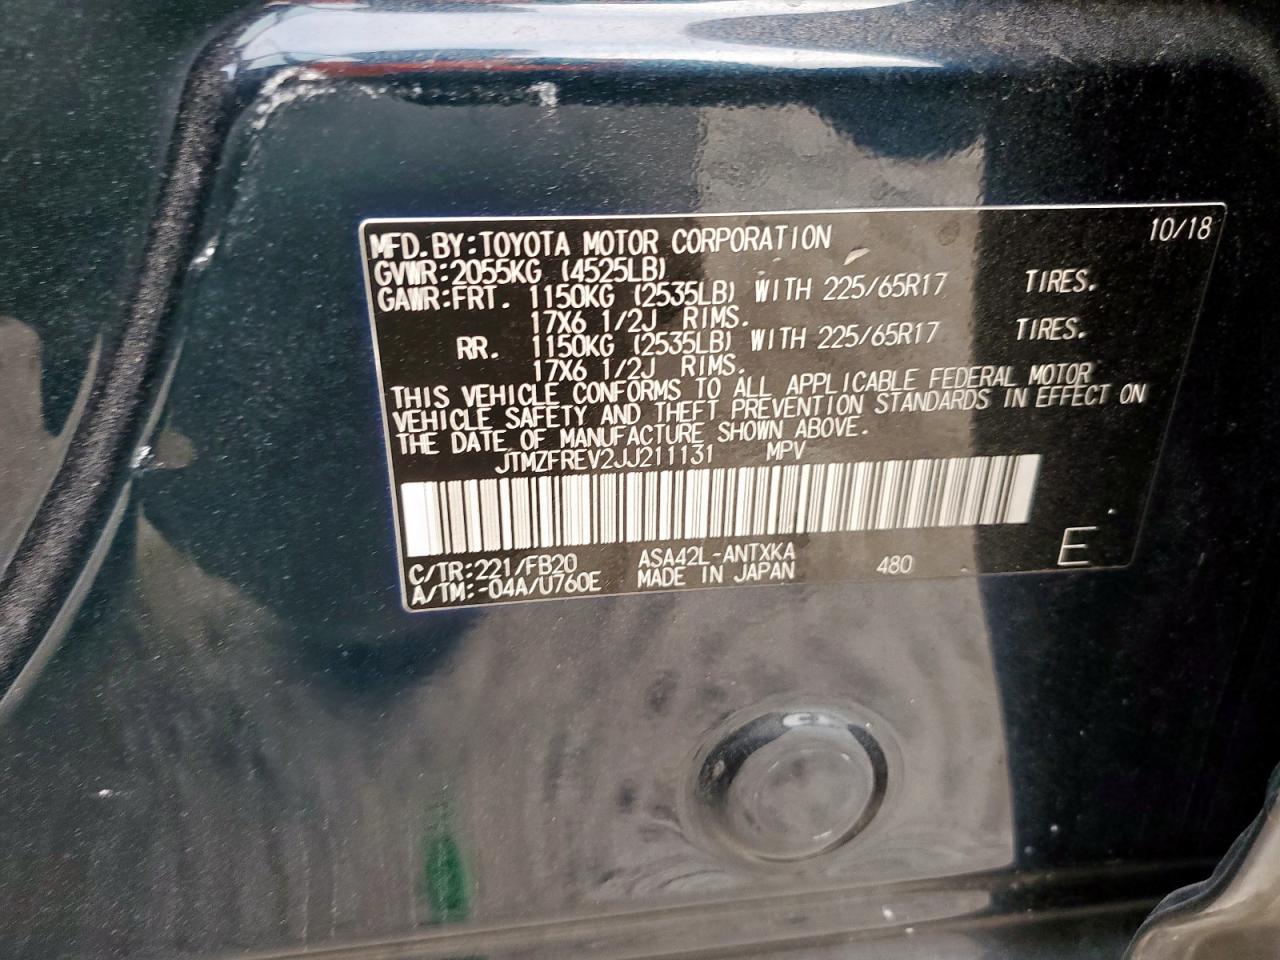 MFD. BY: TOYOTA MOTOR CORPORATION 10/18
GVWR: 2055KG (4525LB)
GAWR: FRT. 1150KG (2535LB) WITH 225/65R17 TIRES.
17X6 1/2J RIMS.
RR. 1150KG (2535LB) WITH 225/65R17 TIRES.
17X6 1/2J RIMS.
THIS VEHICLE CONFORMS TO ALL APPLICABLE FEDERAL MOTOR
VEHICLE SAFETY AND THEFT PREVENTION STANDARDS IN EFFECT ON
THE DATE OF MANUFACTURE SHOWN ABOVE.
JTMZFREV2JJ211131 MPV
C/TR: 221/FB20 ASA42L-ANTXKA 480 E
A/TM: -04A/U760E MADE IN JAPAN